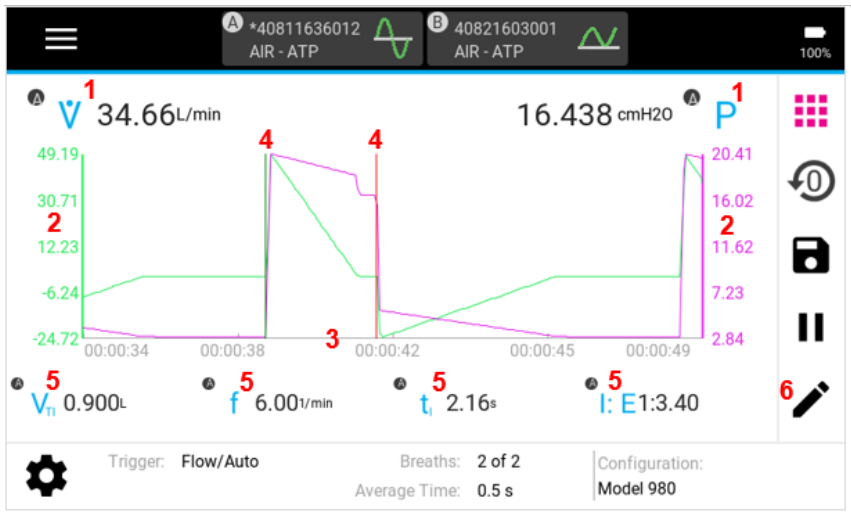 A *40811636012 B 40821603001
AIR - ATP AIR - ATP 100%
A 1 A 1
V̇ 34.66L/min 16.438 cmH2O P
4 4
49.19 20.41
30.71 16.02
2 2
12.23 11.62
-6.24 7.23
3
-24.72 2.84
00:00:34 00:00:38 00:00:42 00:00:45 00:00:49
0
A 5 A 5 A 5 A 5 6
VTI 0.900L f 6.001/min tI 2.16s I: E1:3.40
Trigger: Flow/Auto Breaths: 2 of 2 Configuration:
Average Time: 0.5 s Model 980